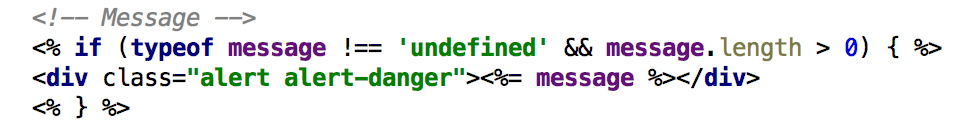 <!-- Message -->
<% if (typeof message !== 'undefined' && message.length > 0) { %>
<div class="alert alert-danger"><%= message %></div>
<% } %>